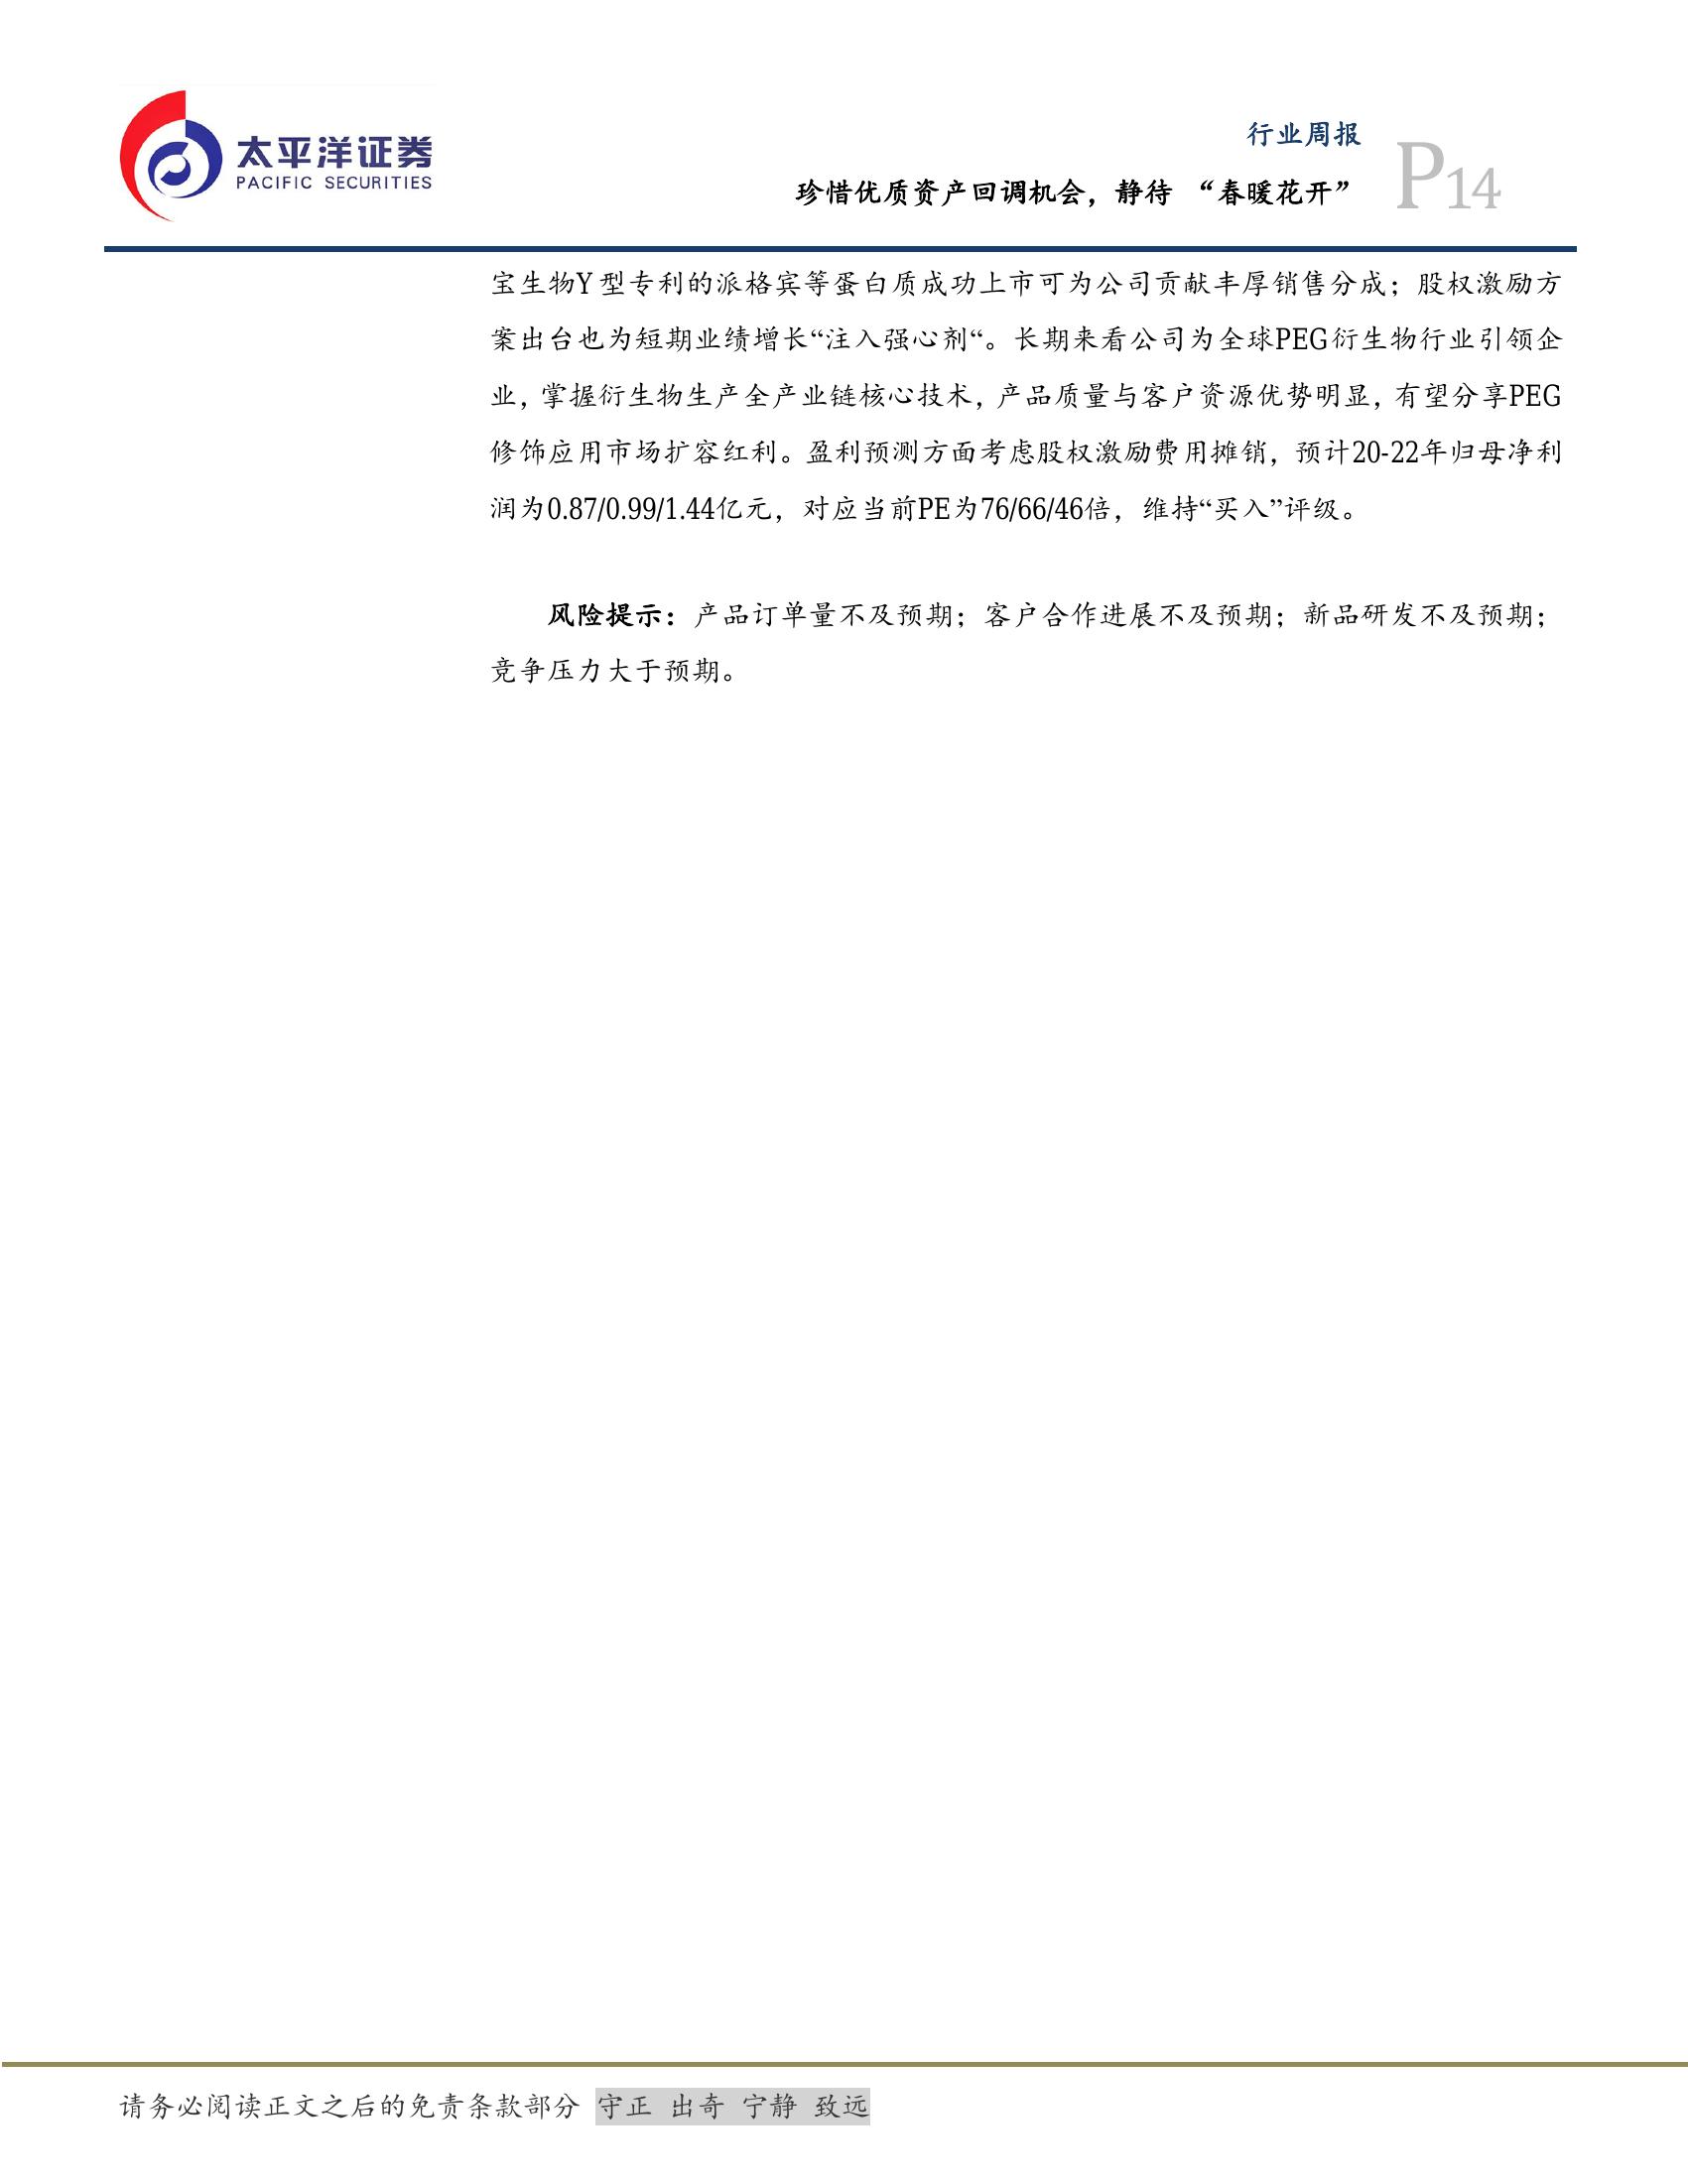 太平洋证券
PACIFIC SECURITIES
行业周报
珍惜优质资产回调机会，静待 “春暖花开”
P14
宝生物Y型专利的派格宾等蛋白质成功上市可为公司贡献丰厚销售分成；股权激励方
案出台也为短期业绩增长“注入强心剂“。长期来看公司为全球PEG衍生物行业引领企
业，掌握衍生物生产全产业链核心技术，产品质量与客户资源优势明显，有望分享PEG
修饰应用市场扩容红利。盈利预测方面考虑股权激励费用摊销，预计20-22年归母净利
润为0.87/0.99/1.44亿元，对应当前PE为76/66/46倍，维持“买入”评级。
风险提示：产品订单量不及预期；客户合作进展不及预期；新品研发不及预期；
竞争压力大于预期。
请务必阅读正文之后的免责条款部分 守正 出奇 宁静 致远